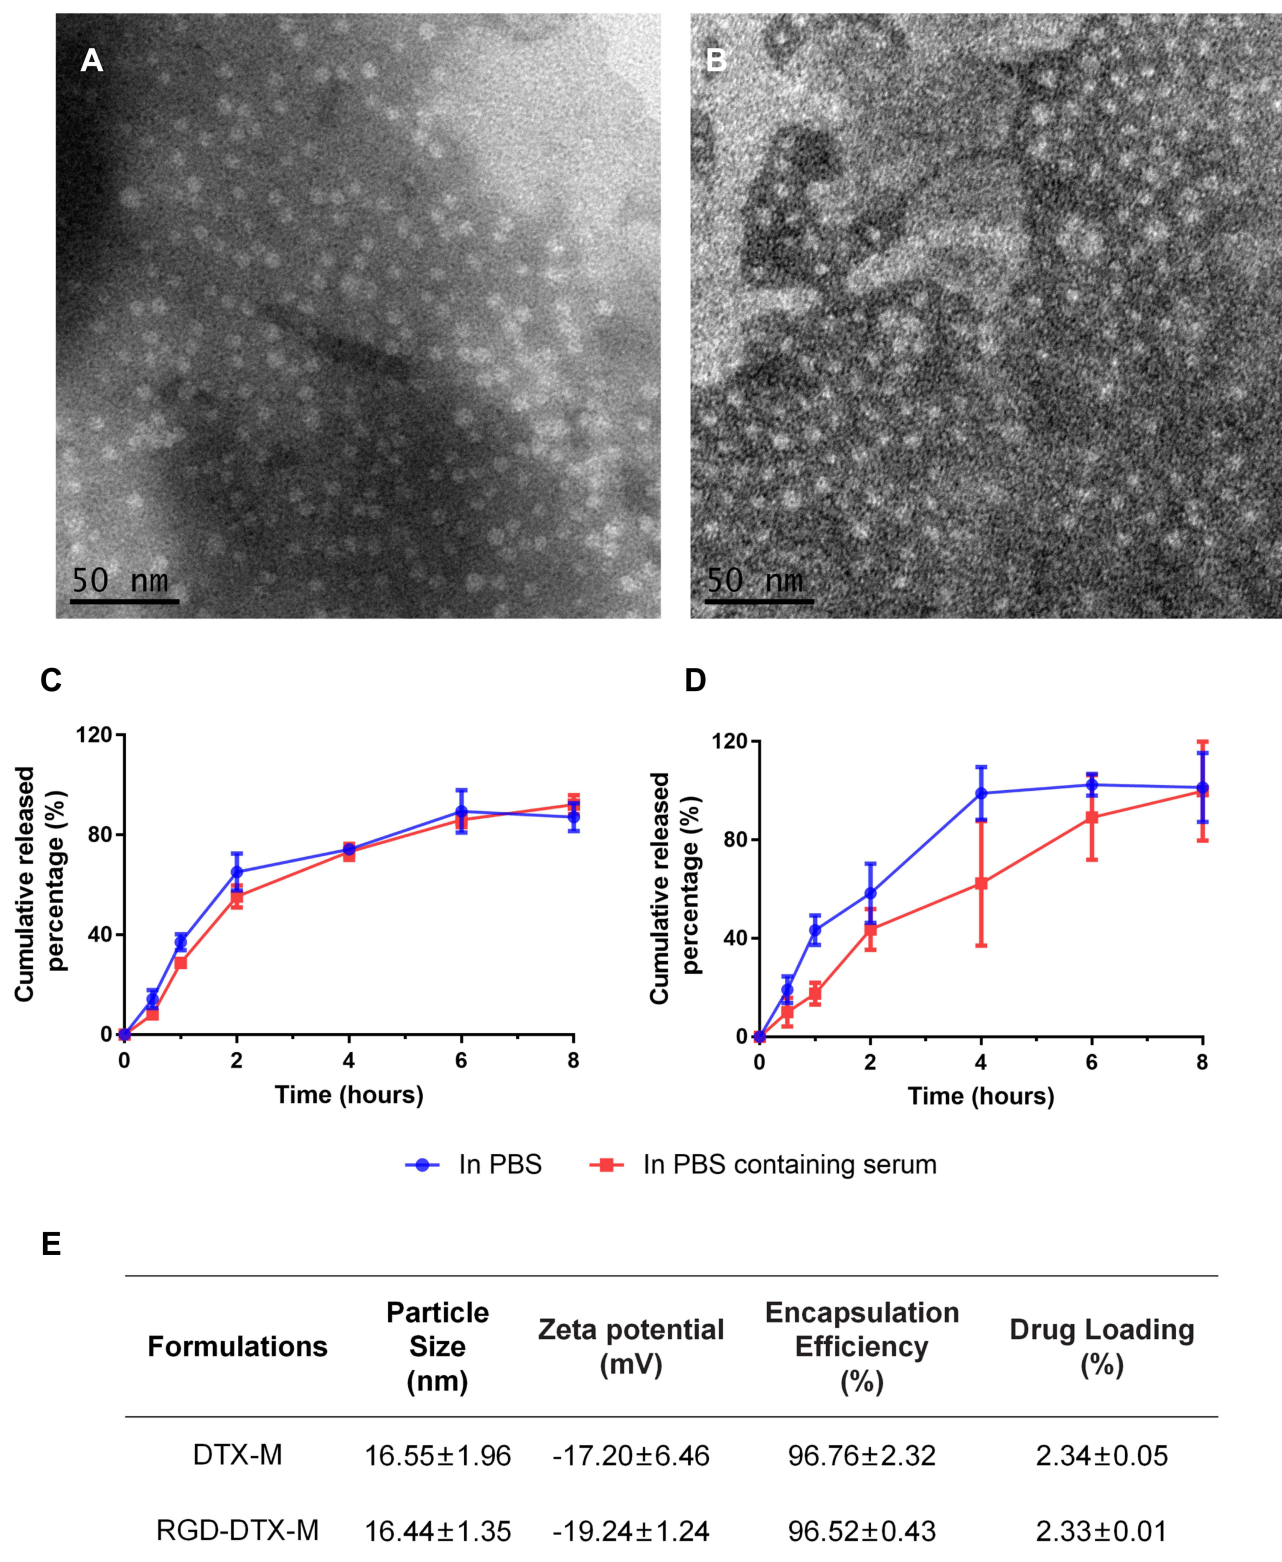 A
B
50 nm
50 nm
C
D
Cumulative released
percentage (%)
120
80
40
0
0 2 4 6 8
Time (hours)
Cumulative released
percentage (%)
120
80
40
0
0 2 4 6 8
Time (hours)
In PBS
In PBS containing serum
E
Formulations
Particle
Size
(nm)
Zeta potential
(mV)
Encapsulation
Efficiency
(%)
Drug Loading
(%)
DTX-M 16.55±1.96 -17.20±6.46 96.76±2.32 2.34±0.05
RGD-DTX-M 16.44±1.35 -19.24±1.24 96.52±0.43 2.33±0.01